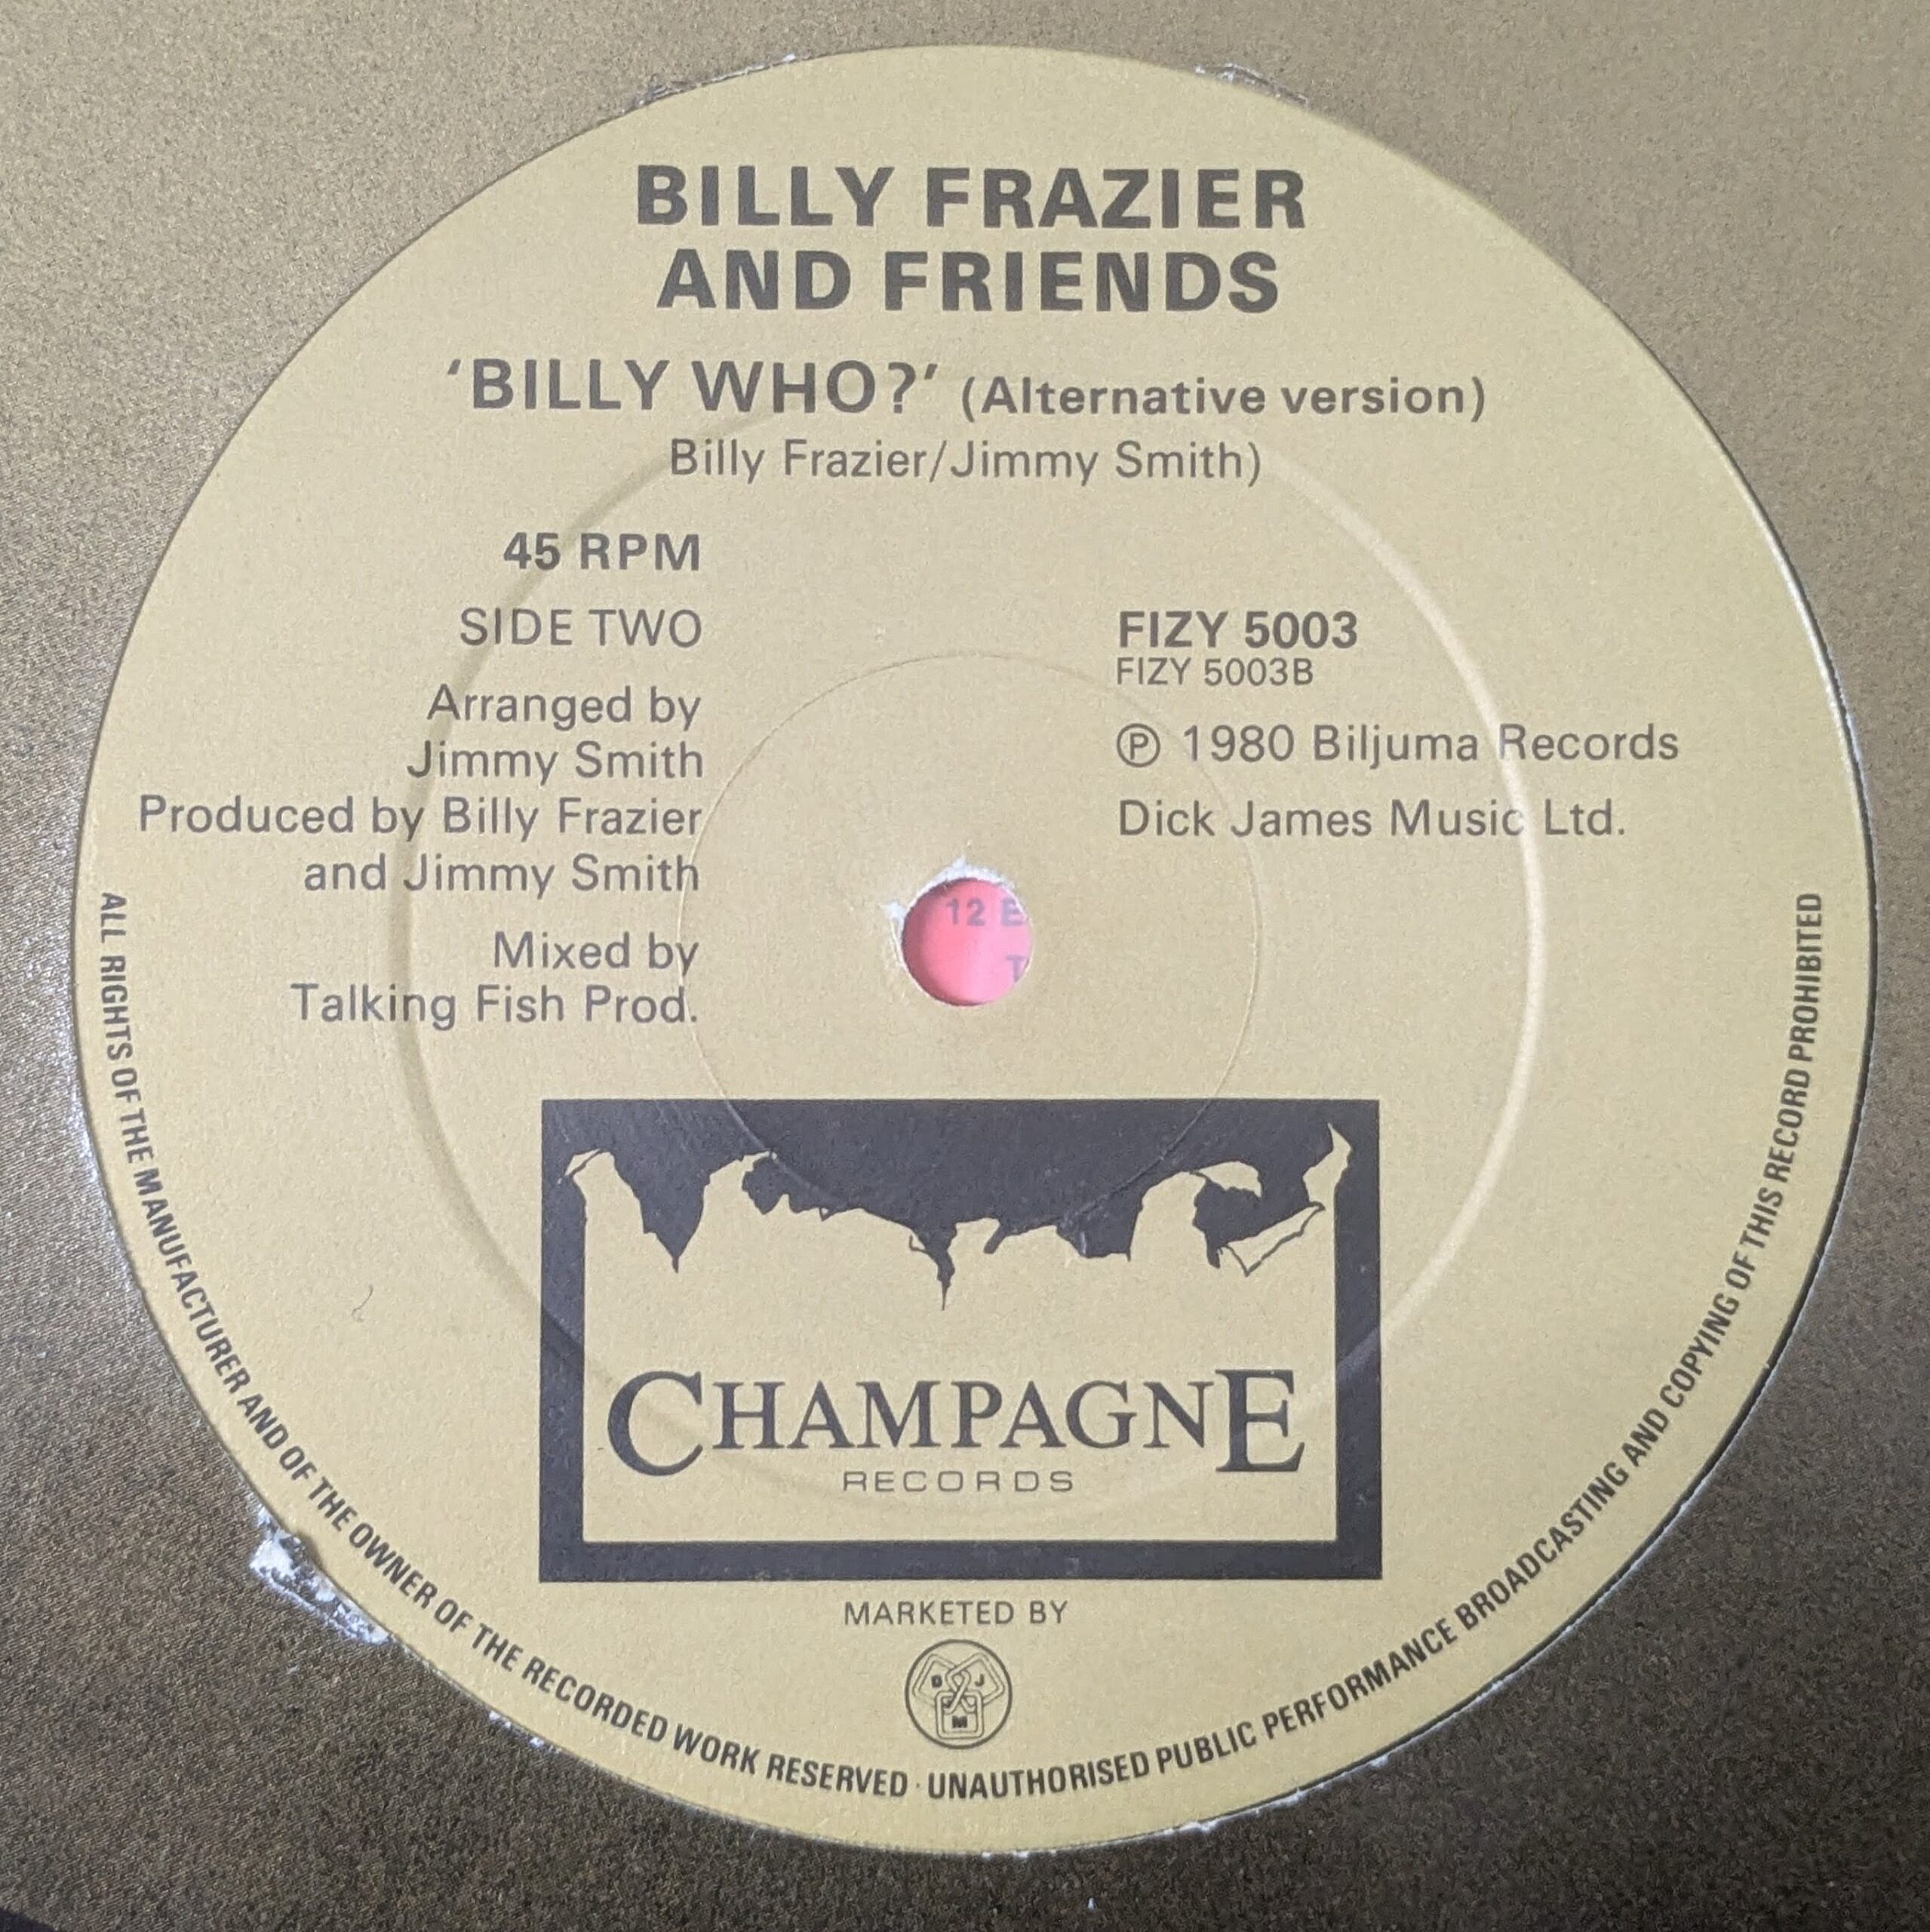 BILLY FRAZIER
AND FRIENDS
‘BILLY WHO?’ (Alternative version)
Billy Frazier/Jimmy Smith)
45 RPM
SIDE TWO
Arranged by
Jimmy Smith
Produced by Billy Frazier
and Jimmy Smith
Mixed by
Talking Fish Prod.
FIZY 5003
FIZY 5003B
Ⓟ 1980 Biljuma Records
Dick James Music Ltd.
12 E
T
CHAMPAGNE
RECORDS
MARKETED BY
D J
M
ALL RIGHTS OF THE MANUFACTURER AND OF THE OWNER OF THE RECORDED WORK RESERVED · UNAUTHORISED PUBLIC PERFORMANCE BROADCASTING AND COPYING OF THIS RECORD PROHIBITED